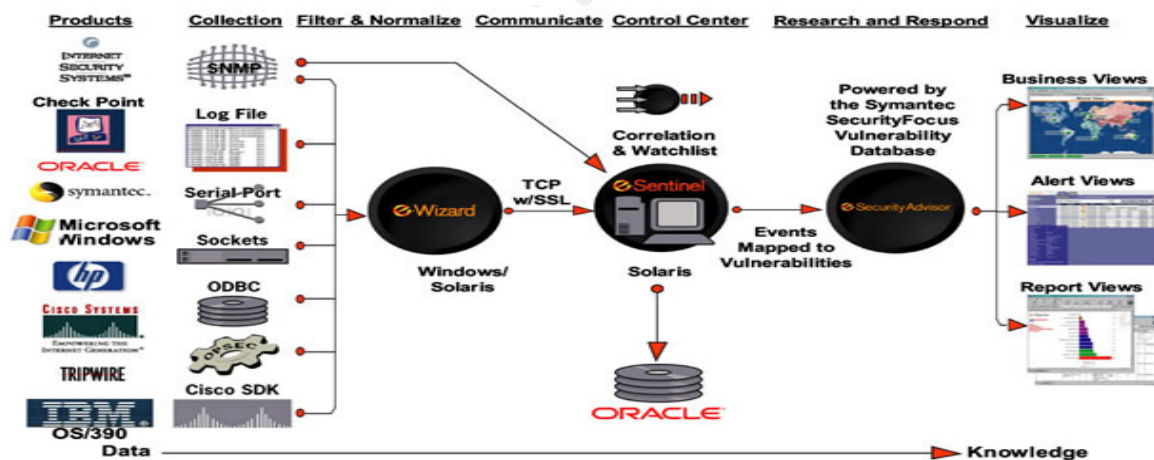 Products
Collection
Filter & Normalize
Communicate
Control Center
Research and Respond
Visualize
INTERNET
SECURITY
SYSTEMS™
Check Point
ORACLE®
symantec™
Microsoft
Windows
hp
CISCO SYSTEMS
EMPOWERING THE
INTERNET GENERATION
TRIPWIRE
IBM®
OS/390
SNMP
Log File
Serial Port
Sockets
ODBC
OPSEC
Cisco SDK
e-Wizard
Windows/
Solaris
TCP
w/SSL
Correlation
& Watchlist
e-Sentinel
Solaris
ORACLE®
Events
Mapped to
Vulnerabilities
Powered by
the Symantec
SecurityFocus
Vulnerability
Database
e-Security Advisor
Business Views
Alert Views
Report Views
Data
Knowledge